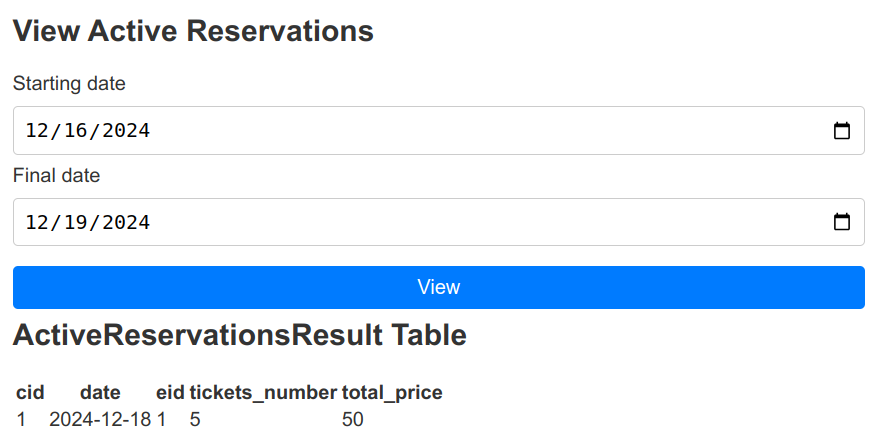 View Active Reservations
Starting date
12/16/2024
Final date
12/19/2024
View
ActiveReservationsResult Table
cid date eid tickets_number total_price
1 2024-12-18 1 5 50